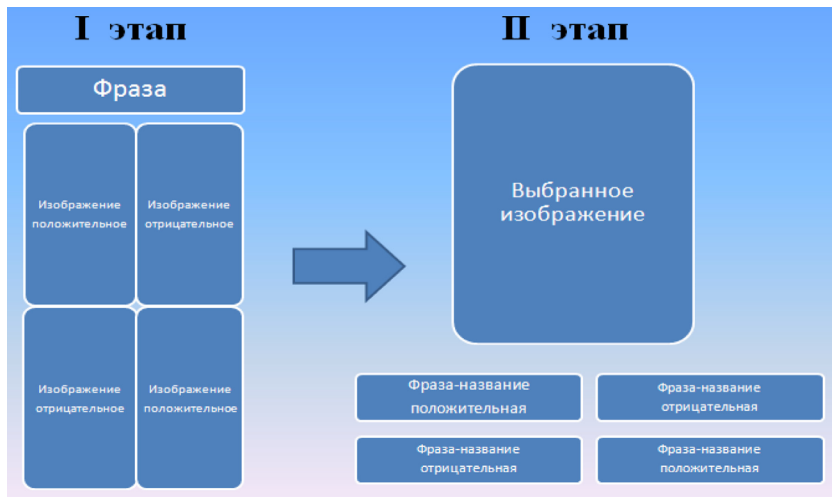 I этап
Фраза
Изображение
положительное
Изображение
отрицательное
Изображение
отрицательное
Изображение
положительное
II этап
Выбранное
изображение
Фраза-название
положительная
Фраза-название
отрицательная
Фраза-название
отрицательная
Фраза-название
положительная